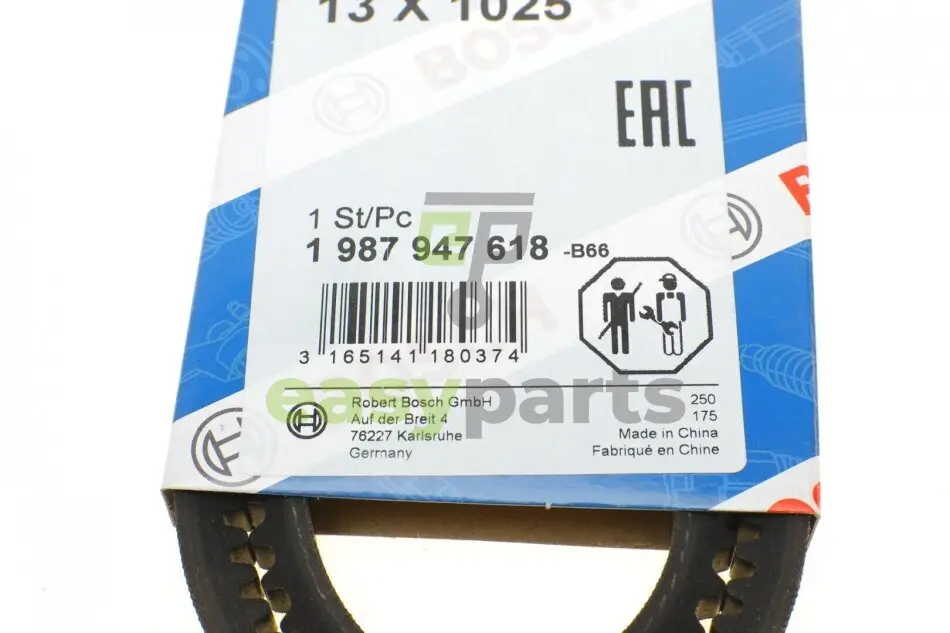 13 X 1025
BOSCH
EAC
1 St/Pc
1 987 947 618 -B66
3 165141 180374
easyparts
Robert Bosch GmbH
Auf der Breit 4
76227 Karlsruhe
Germany
250
175
Made in China
Fabriqué en Chine